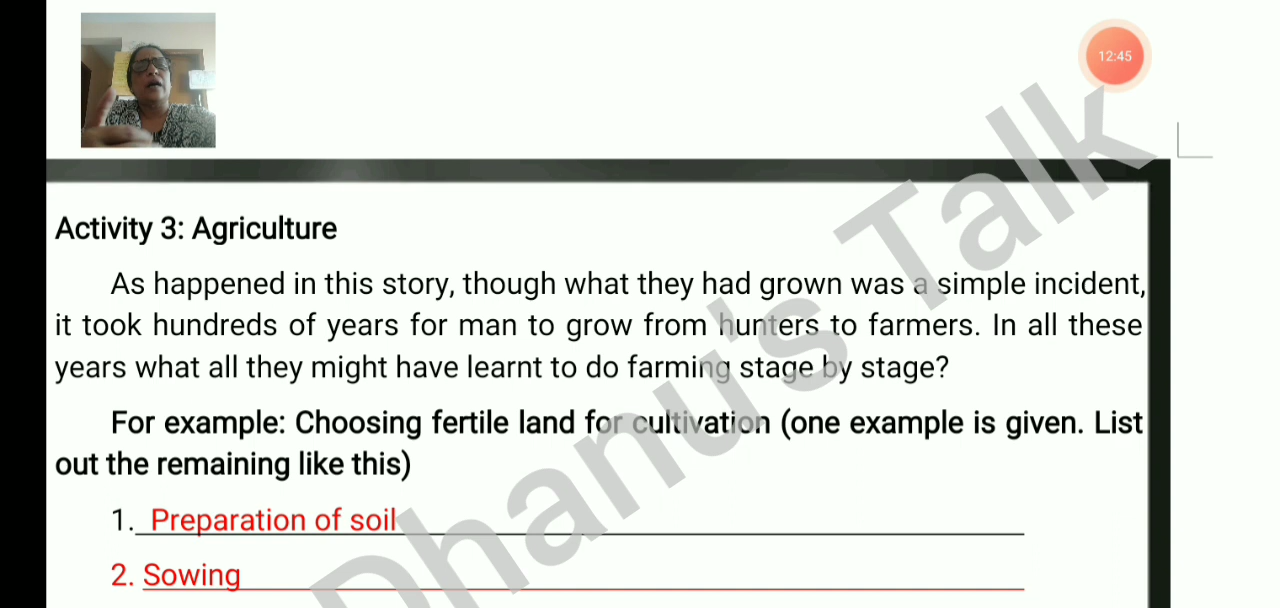 12:45
Activity 3: Agriculture
As happened in this story, though what they had grown was a simple incident,
it took hundreds of years for man to grow from hunters to farmers. In all these
years what all they might have learnt to do farming stage by stage?
For example: Choosing fertile land for cultivation (one example is given. List
out the remaining like this)
1. Preparation of soil
2. Sowing
Dhanu's Talk